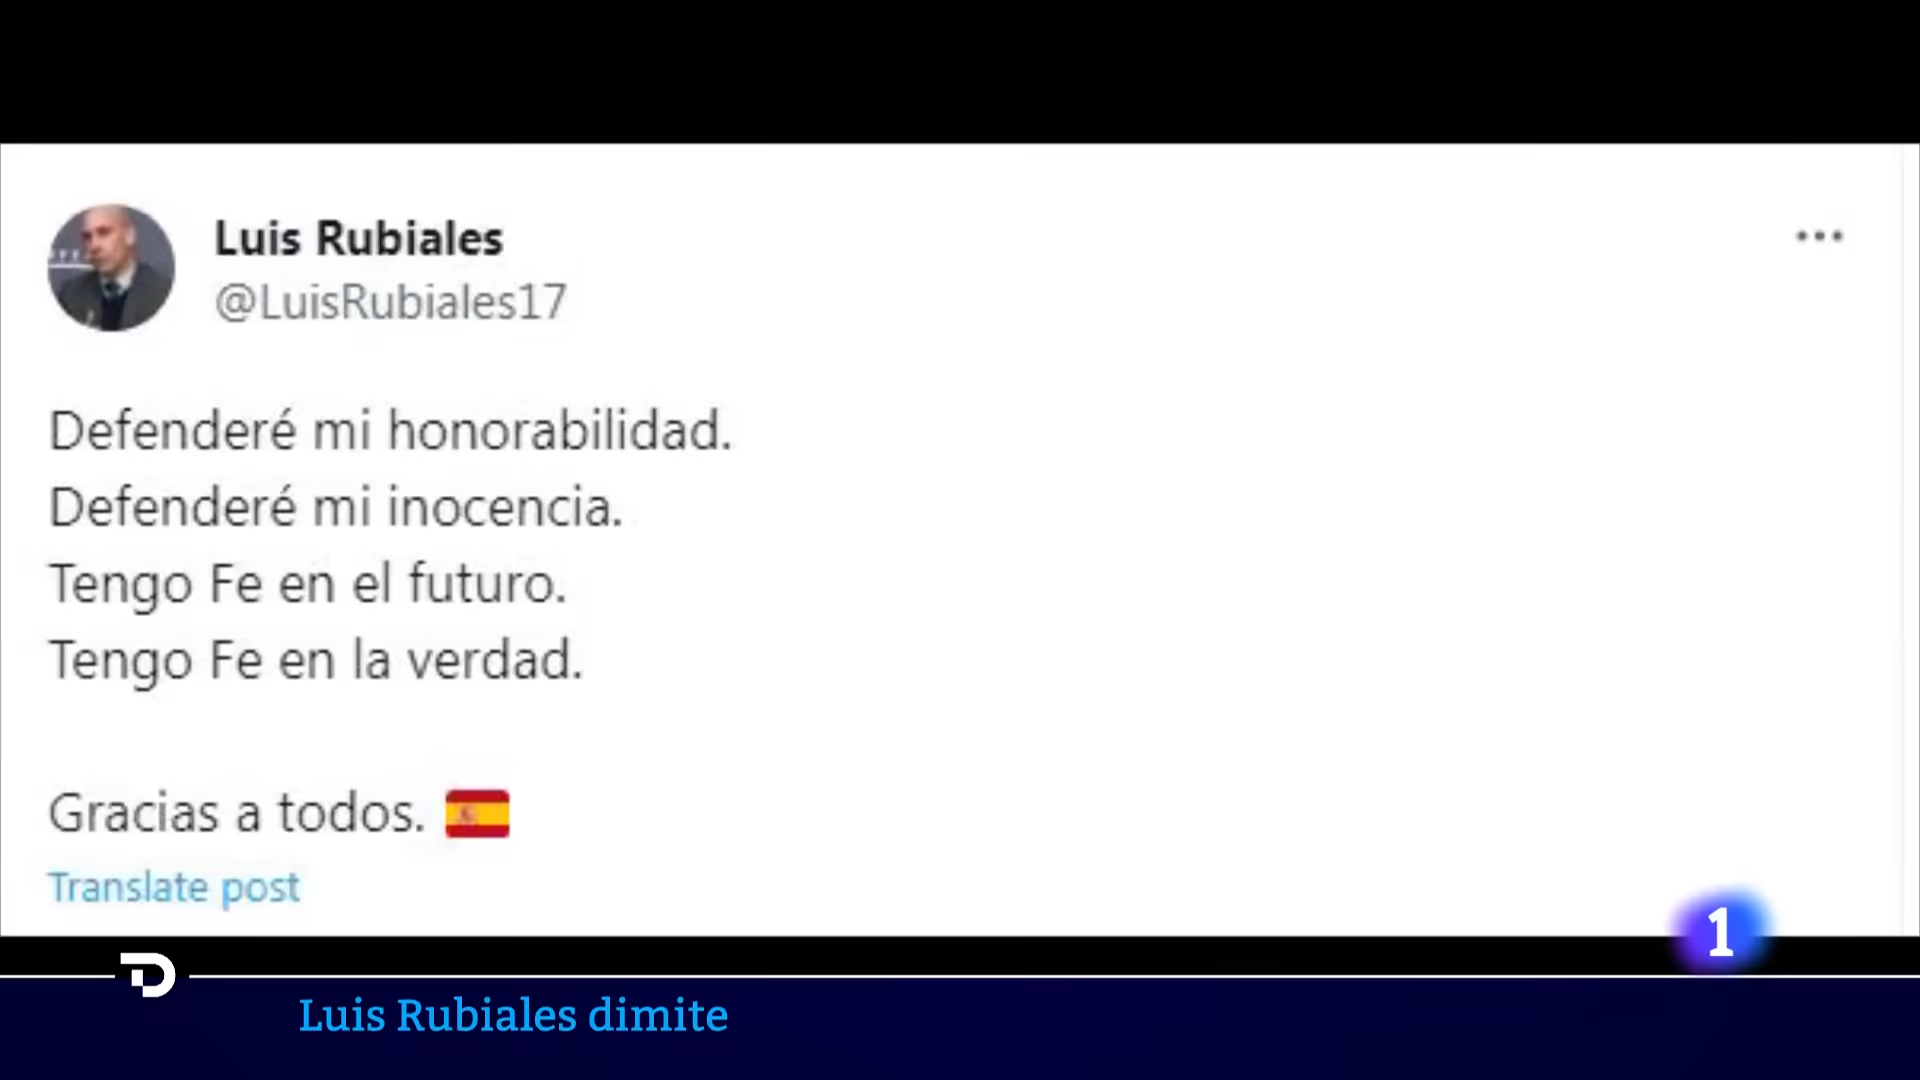 Luis Rubiales
@LuisRubiales17
Defenderé mi honorabilidad.
Defenderé mi inocencia.
Tengo Fe en el futuro.
Tengo Fe en la verdad.
Gracias a todos. 🇪🇸
Translate post
1
Luis Rubiales dimite